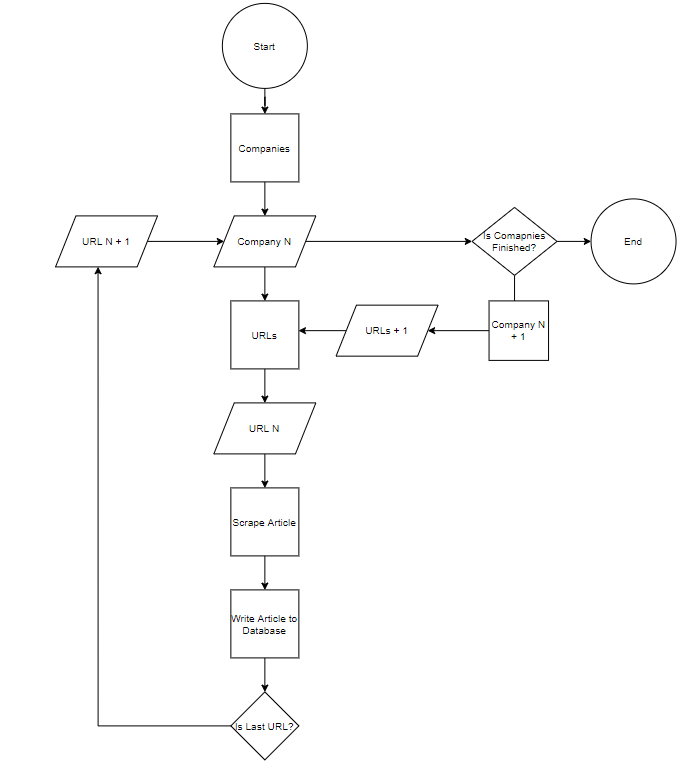 Start
Companies
URL N + 1
Company N
Is Comapnies
Finished?
End
URLs
URLs + 1
Company N
+ 1
URL N
Scrape Article
Write Article to
Database
Is Last URL?